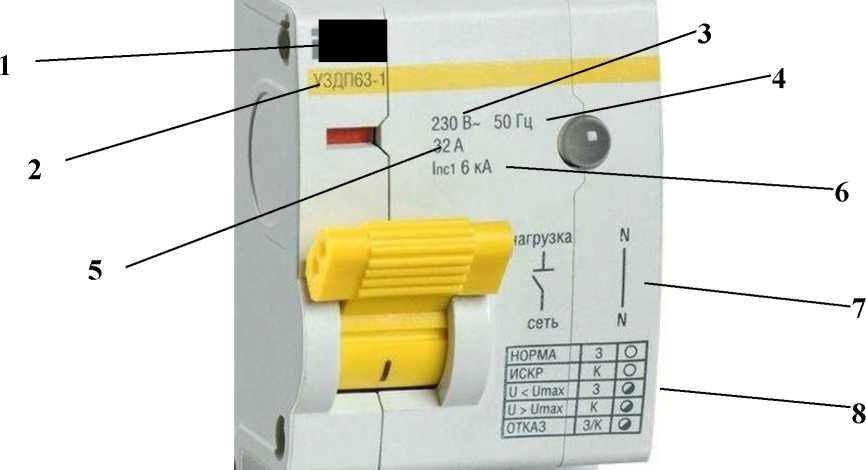 1
УЗДП63-1
2
3
4
230 В~ 50 Гц
32 А
Iпс1 6 кА
5
6
нагрузка
сеть
N
N
7
НОРМА З
ИСКР К
U < Umax З
U > Umax К
ОТКАЗ З/К
8